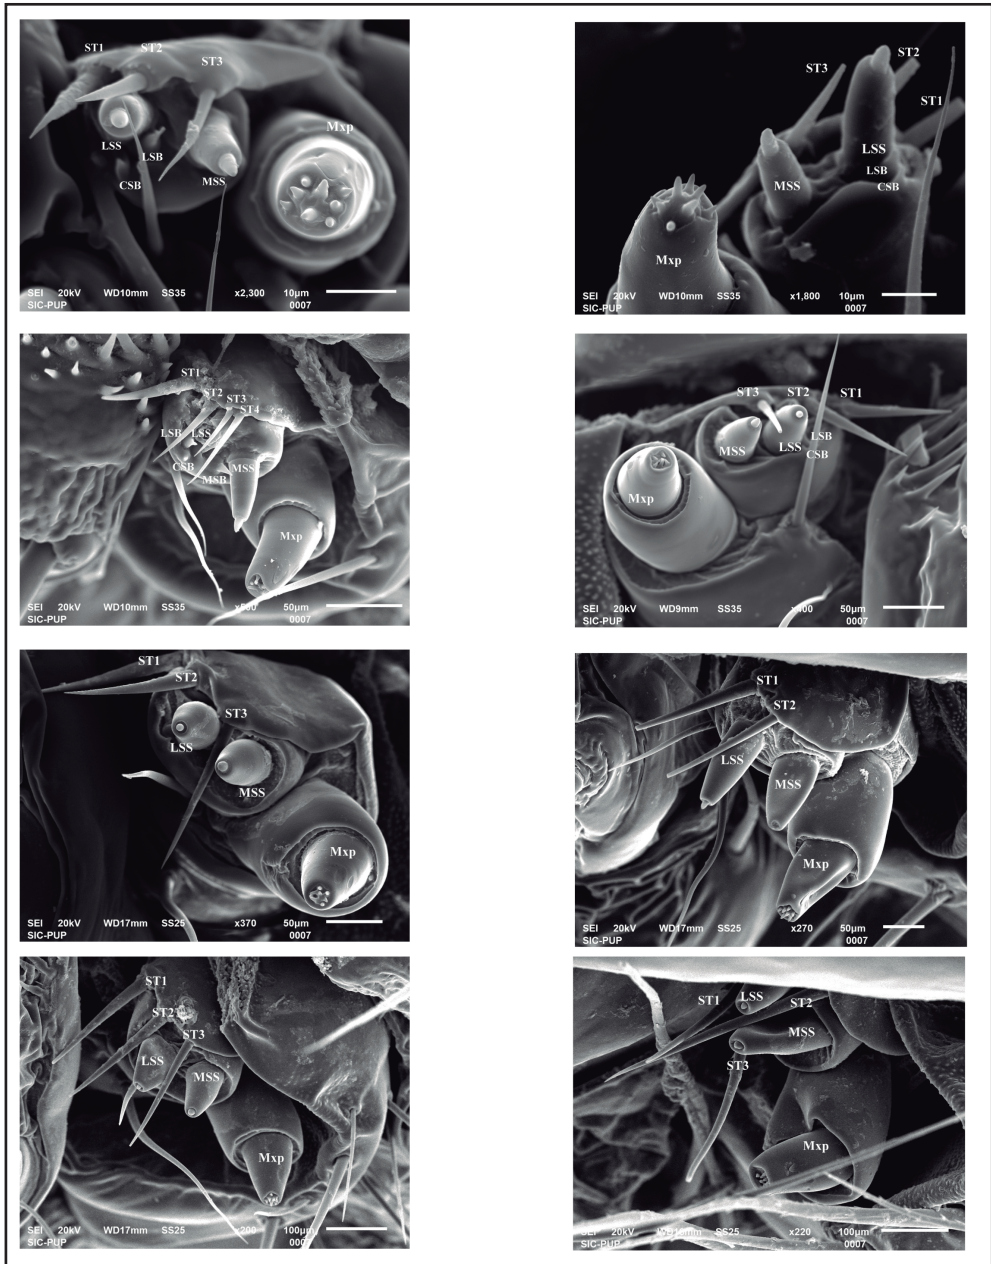 ST1
ST2
ST3
Mxp
LSS
LSB
CSB
MSS
SEI 20kV WD10mm SS35 x2,300 10µm
SIC-PUP 0007
ST2
ST3
ST1
LSS
LSB
MSS
CSB
Mxp
SEI 20kV WD10mm SS35 x1,800 10µm
SIC-PUP 0007
ST1
ST2
ST3
ST4
LSB LSS
CSB
MSS
MSB
Mxp
SEI 20kV WD10mm SS35 50µm
SIC-PUP 0007
ST3 ST2 ST1
LSB
MSS LSS
CSB
Mxp
SEI 20kV WD9mm SS35 x400 50µm
SIC-PUP 0007
ST1
ST2
ST3
LSS
MSS
Mxp
SEI 20kV WD17mm SS25 x370 50µm
SIC-PUP 0007
ST1
ST2
LSS
MSS
Mxp
SEI 20kV WD17mm SS25 x270 50µm
SIC-PUP 0007
ST1
ST2
ST3
LSS
MSS
Mxp
SEI 20kV WD17mm SS25 x200 100µm
SIC-PUP 0007
ST1 LSS ST2
MSS
ST3
Mxp
SEI 20kV SS25 x220 100µm
SIC-PUP 0007